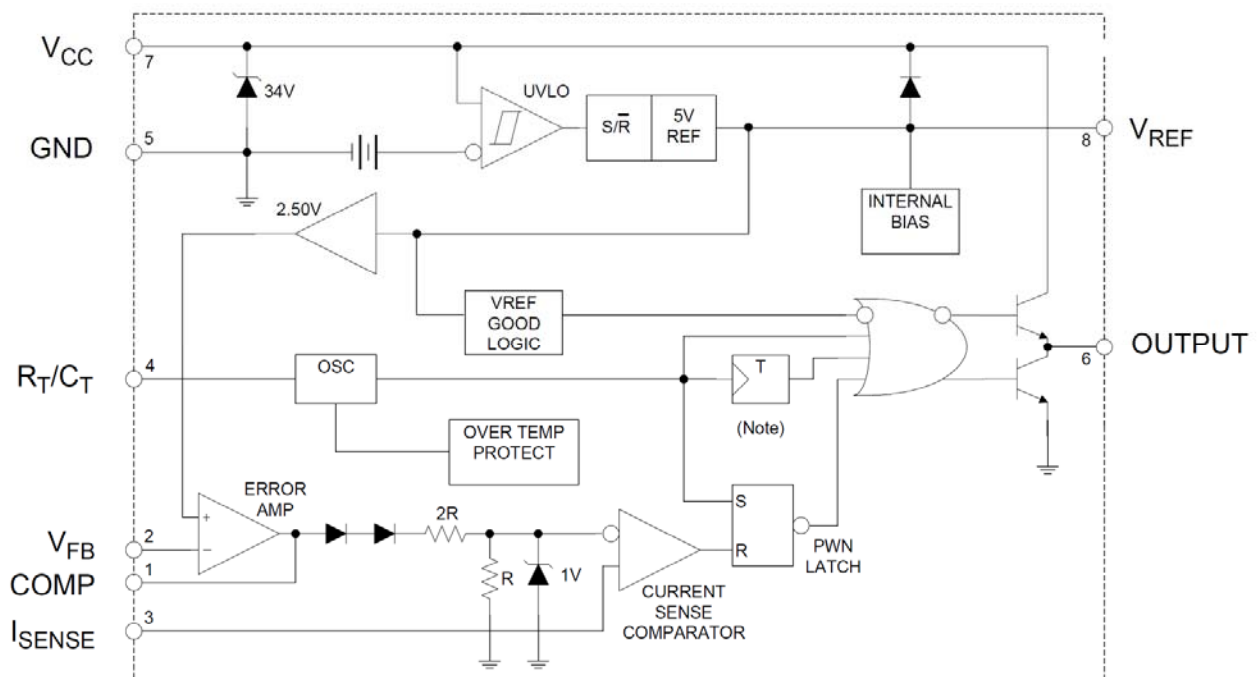 VCC
7
34V
UVLO
S/R̅
5V
REF
GND
5
8
VREF
2.50V
INTERNAL
BIAS
VREF
GOOD
LOGIC
RT/CT
4
OSC
T
(Note)
6
OUTPUT
OVER TEMP
PROTECT
ERROR
AMP
+
−
2R
R
1V
S
R
PWN
LATCH
VFB
2
COMP
1
CURRENT
SENSE
COMPARATOR
ISENSE
3